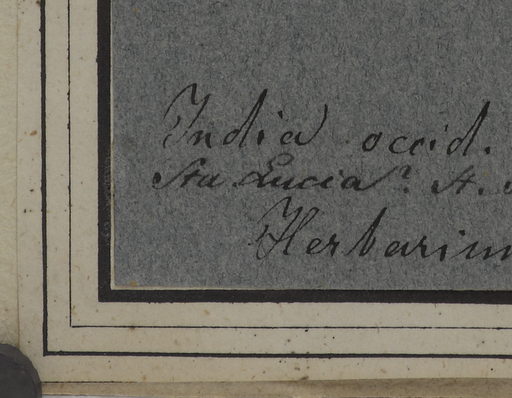 India occid.
Sta Lucia? A.
Herbarium